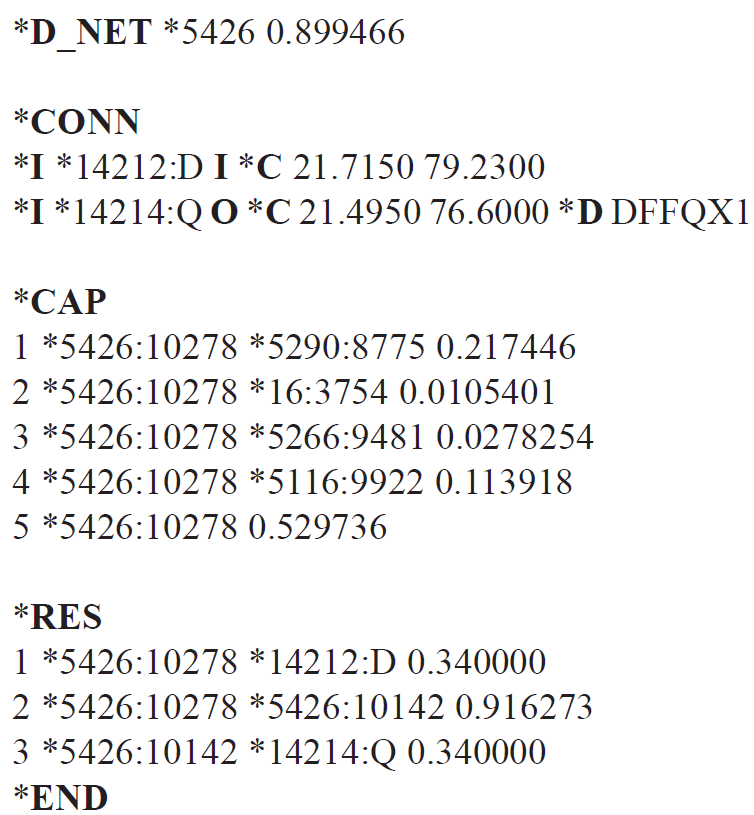 *D_NET *5426 0.899466
*CONN
*I *14212:D I *C 21.7150 79.2300
*I *14214:Q O *C 21.4950 76.6000 *D DFFQX1
*CAP
1 *5426:10278 *5290:8775 0.217446
2 *5426:10278 *16:3754 0.0105401
3 *5426:10278 *5266:9481 0.0278254
4 *5426:10278 *5116:9922 0.113918
5 *5426:10278 0.529736
*RES
1 *5426:10278 *14212:D 0.340000
2 *5426:10278 *5426:10142 0.916273
3 *5426:10142 *14214:Q 0.340000
*END